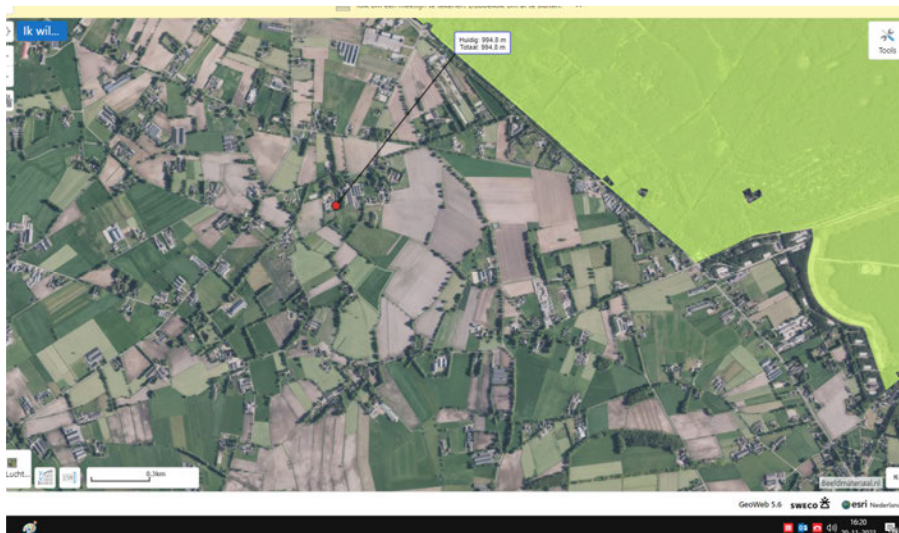 Ik wil...
Huidig: 994.8 m
Totaal: 994.8 m
Tools
Lucht...
0.3km
Beeldmateriaal.nl
GeoWeb 5.6 SWECO esri Nederland
16:20